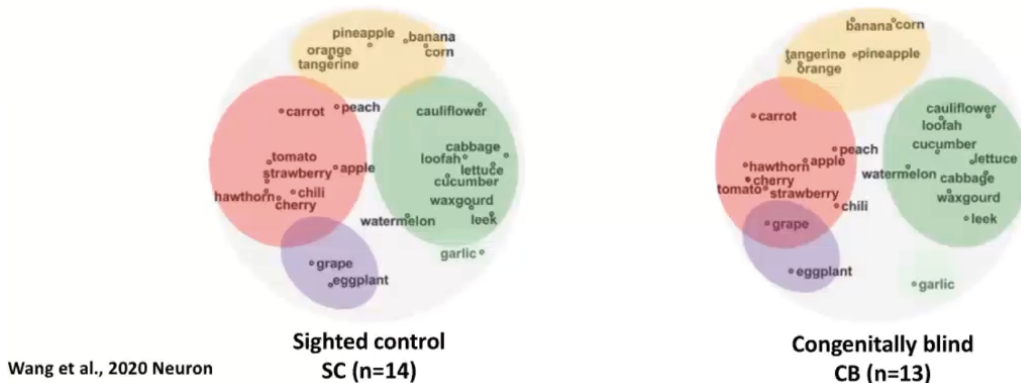 pineapple
banana
orange
corn
tangerine
carrot
peach
cauliflower
tomato
cabbage
strawberry
apple
loofah
lettuce
cucumber
hawthorn
chili
cherry
waxgourd
watermelon
leek
garlic
grape
eggplant
Sighted control
SC (n=14)
banana corn
tangerine
pineapple
orange
carrot
cauliflower
loofah
cucumber
peach
hawthorn
apple
lettuce
watermelon
cherry
cabbage
tomato
strawberry
waxgourd
chili
leek
grape
eggplant
garlic
Congenitally blind
CB (n=13)
Wang et al., 2020 Neuron